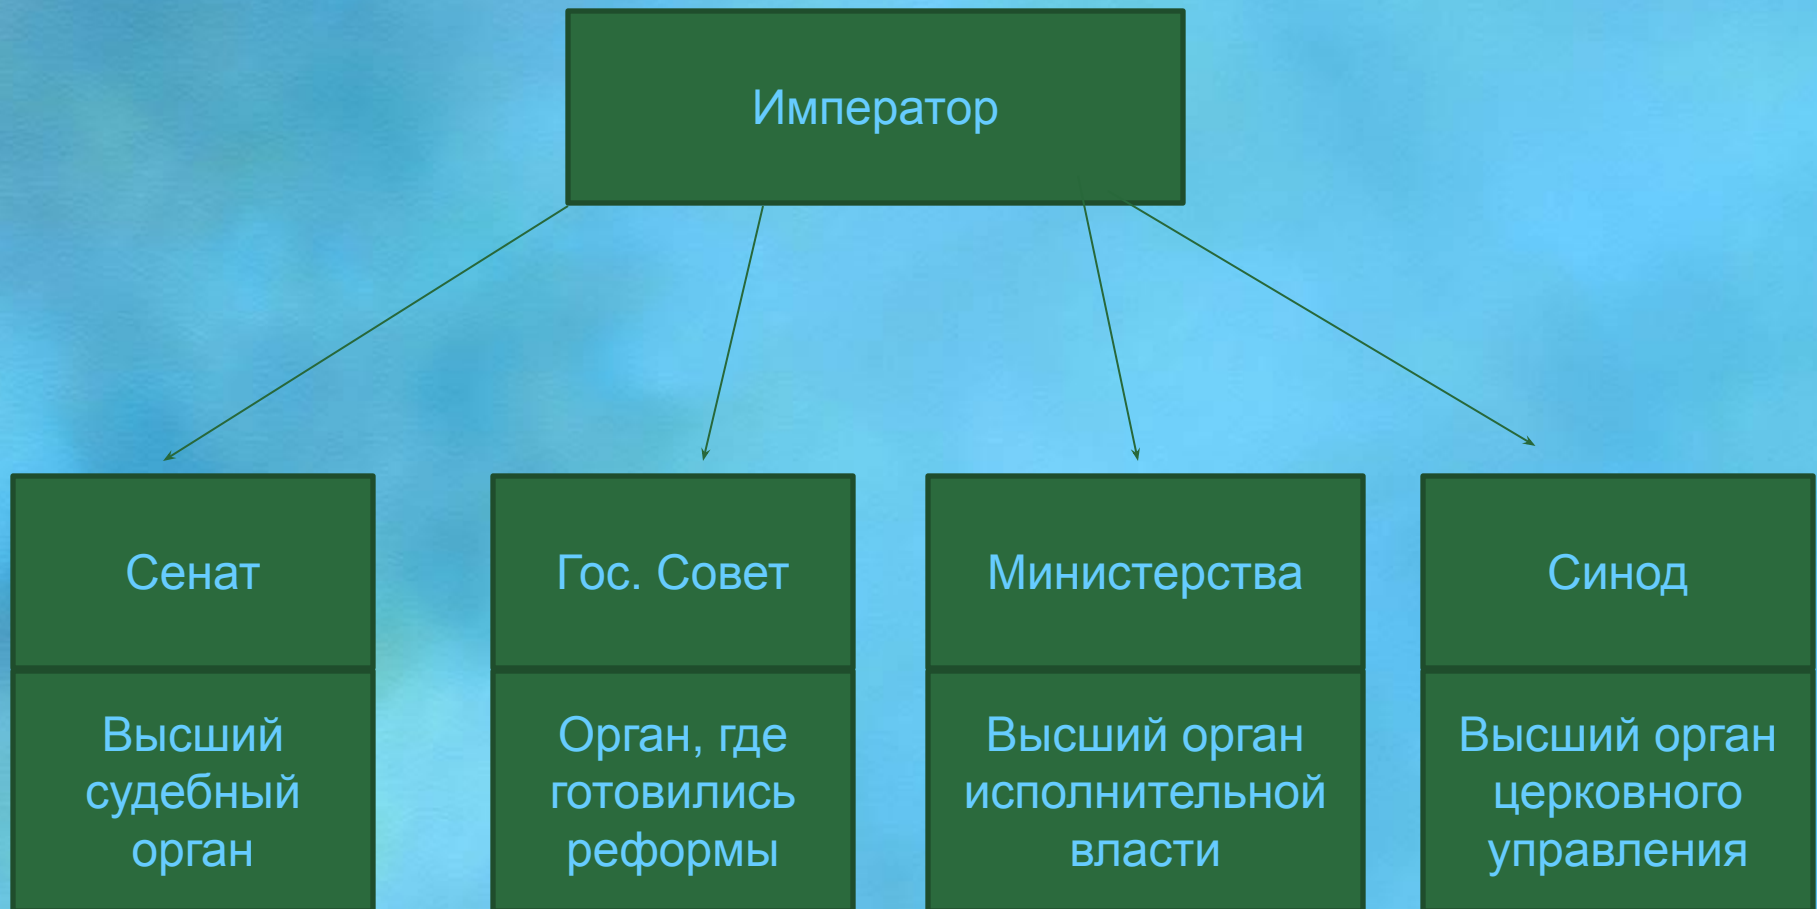 Император
Сенат
Гос. Совет
Министерства
Синод
Высший
судебный
орган
Орган, где
готовились
реформы
Высший орган
исполнительной
власти
Высший орган
церковного
управления